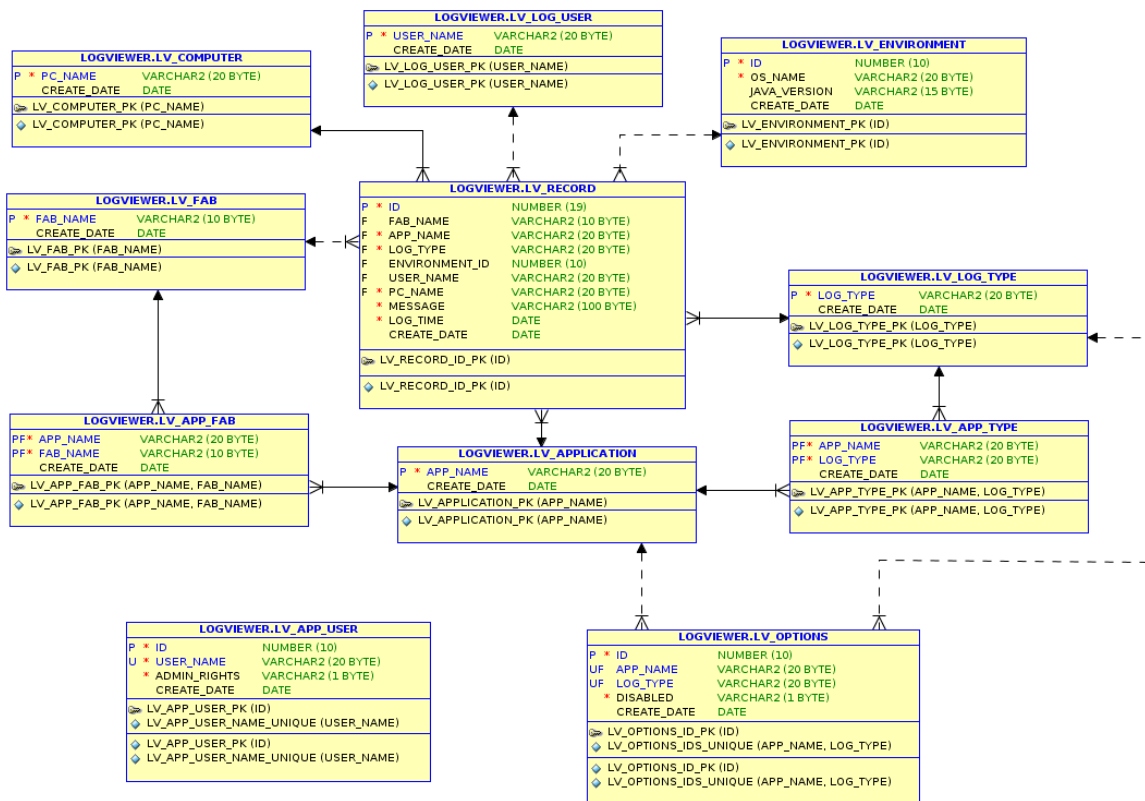 LOGVIEWER.LV_LOG_USER
P * USER_NAME VARCHAR2 (20 BYTE)
CREATE_DATE DATE
LV_LOG_USER_PK (USER_NAME)
LV_LOG_USER_PK (USER_NAME)
LOGVIEWER.LV_COMPUTER
P * PC_NAME VARCHAR2 (20 BYTE)
CREATE_DATE DATE
LV_COMPUTER_PK (PC_NAME)
LV_COMPUTER_PK (PC_NAME)
LOGVIEWER.LV_ENVIRONMENT
P * ID NUMBER (10)
* OS_NAME VARCHAR2 (20 BYTE)
JAVA_VERSION VARCHAR2 (15 BYTE)
CREATE_DATE DATE
LV_ENVIRONMENT_PK (ID)
LV_ENVIRONMENT_PK (ID)
LOGVIEWER.LV_FAB
P * FAB_NAME VARCHAR2 (10 BYTE)
CREATE_DATE DATE
LV_FAB_PK (FAB_NAME)
LV_FAB_PK (FAB_NAME)
LOGVIEWER.LV_RECORD
P * ID NUMBER (19)
F FAB_NAME VARCHAR2 (10 BYTE)
F * APP_NAME VARCHAR2 (20 BYTE)
F * LOG_TYPE VARCHAR2 (20 BYTE)
F ENVIRONMENT_ID NUMBER (10)
F USER_NAME VARCHAR2 (20 BYTE)
F * PC_NAME VARCHAR2 (20 BYTE)
* MESSAGE VARCHAR2 (100 BYTE)
* LOG_TIME DATE
CREATE_DATE DATE
LV_RECORD_ID_PK (ID)
LV_RECORD_ID_PK (ID)
LOGVIEWER.LV_LOG_TYPE
P * LOG_TYPE VARCHAR2 (20 BYTE)
CREATE_DATE DATE
LV_LOG_TYPE_PK (LOG_TYPE)
LV_LOG_TYPE_PK (LOG_TYPE)
LOGVIEWER.LV_APP_FAB
PF* APP_NAME VARCHAR2 (20 BYTE)
PF* FAB_NAME VARCHAR2 (10 BYTE)
CREATE_DATE DATE
LV_APP_FAB_PK (APP_NAME, FAB_NAME)
LV_APP_FAB_PK (APP_NAME, FAB_NAME)
LOGVIEWER.LV_APPLICATION
P * APP_NAME VARCHAR2 (20 BYTE)
CREATE_DATE DATE
LV_APPLICATION_PK (APP_NAME)
LV_APPLICATION_PK (APP_NAME)
LOGVIEWER.LV_APP_TYPE
PF* APP_NAME VARCHAR2 (20 BYTE)
PF* LOG_TYPE VARCHAR2 (20 BYTE)
CREATE_DATE DATE
LV_APP_TYPE_PK (APP_NAME, LOG_TYPE)
LV_APP_TYPE_PK (APP_NAME, LOG_TYPE)
LOGVIEWER.LV_APP_USER
P * ID NUMBER (10)
U * USER_NAME VARCHAR2 (20 BYTE)
* ADMIN_RIGHTS VARCHAR2 (1 BYTE)
CREATE_DATE DATE
LV_APP_USER_PK (ID)
LV_APP_USER_NAME_UNIQUE (USER_NAME)
LV_APP_USER_PK (ID)
LV_APP_USER_NAME_UNIQUE (USER_NAME)
LOGVIEWER.LV_OPTIONS
P * ID NUMBER (10)
UF APP_NAME VARCHAR2 (20 BYTE)
UF LOG_TYPE VARCHAR2 (20 BYTE)
* DISABLED VARCHAR2 (1 BYTE)
CREATE_DATE DATE
LV_OPTIONS_ID_PK (ID)
LV_OPTIONS_IDS_UNIQUE (APP_NAME, LOG_TYPE)
LV_OPTIONS_ID_PK (ID)
LV_OPTIONS_IDS_UNIQUE (APP_NAME, LOG_TYPE)